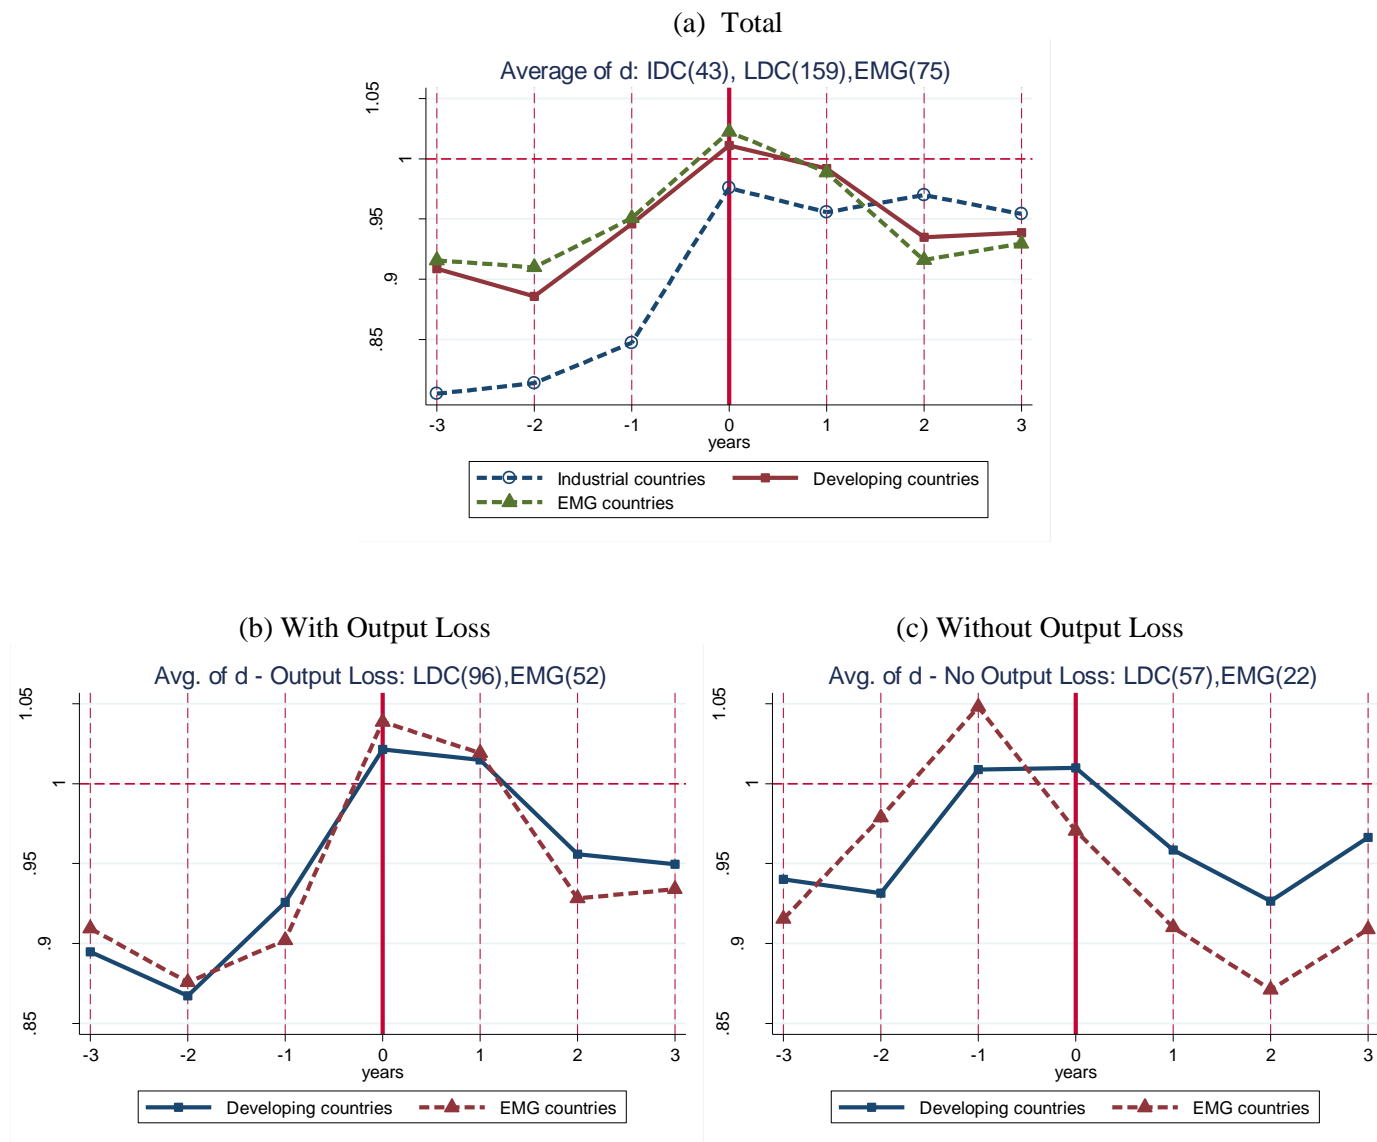 (a) Total
Average of d: IDC(43), LDC(159),EMG(75)
1.05
1
.95
.9
.85
-3 -2 -1 0 1 2 3
years
Industrial countries Developing countries
EMG countries
(b) With Output Loss
Avg. of d - Output Loss: LDC(96),EMG(52)
1.05
1
.95
.9
.85
-3 -2 -1 0 1 2 3
years
Developing countries EMG countries
(c) Without Output Loss
Avg. of d - No Output Loss: LDC(57),EMG(22)
1.05
1
.95
.9
.85
-3 -2 -1 0 1 2 3
years
Developing countries EMG countries